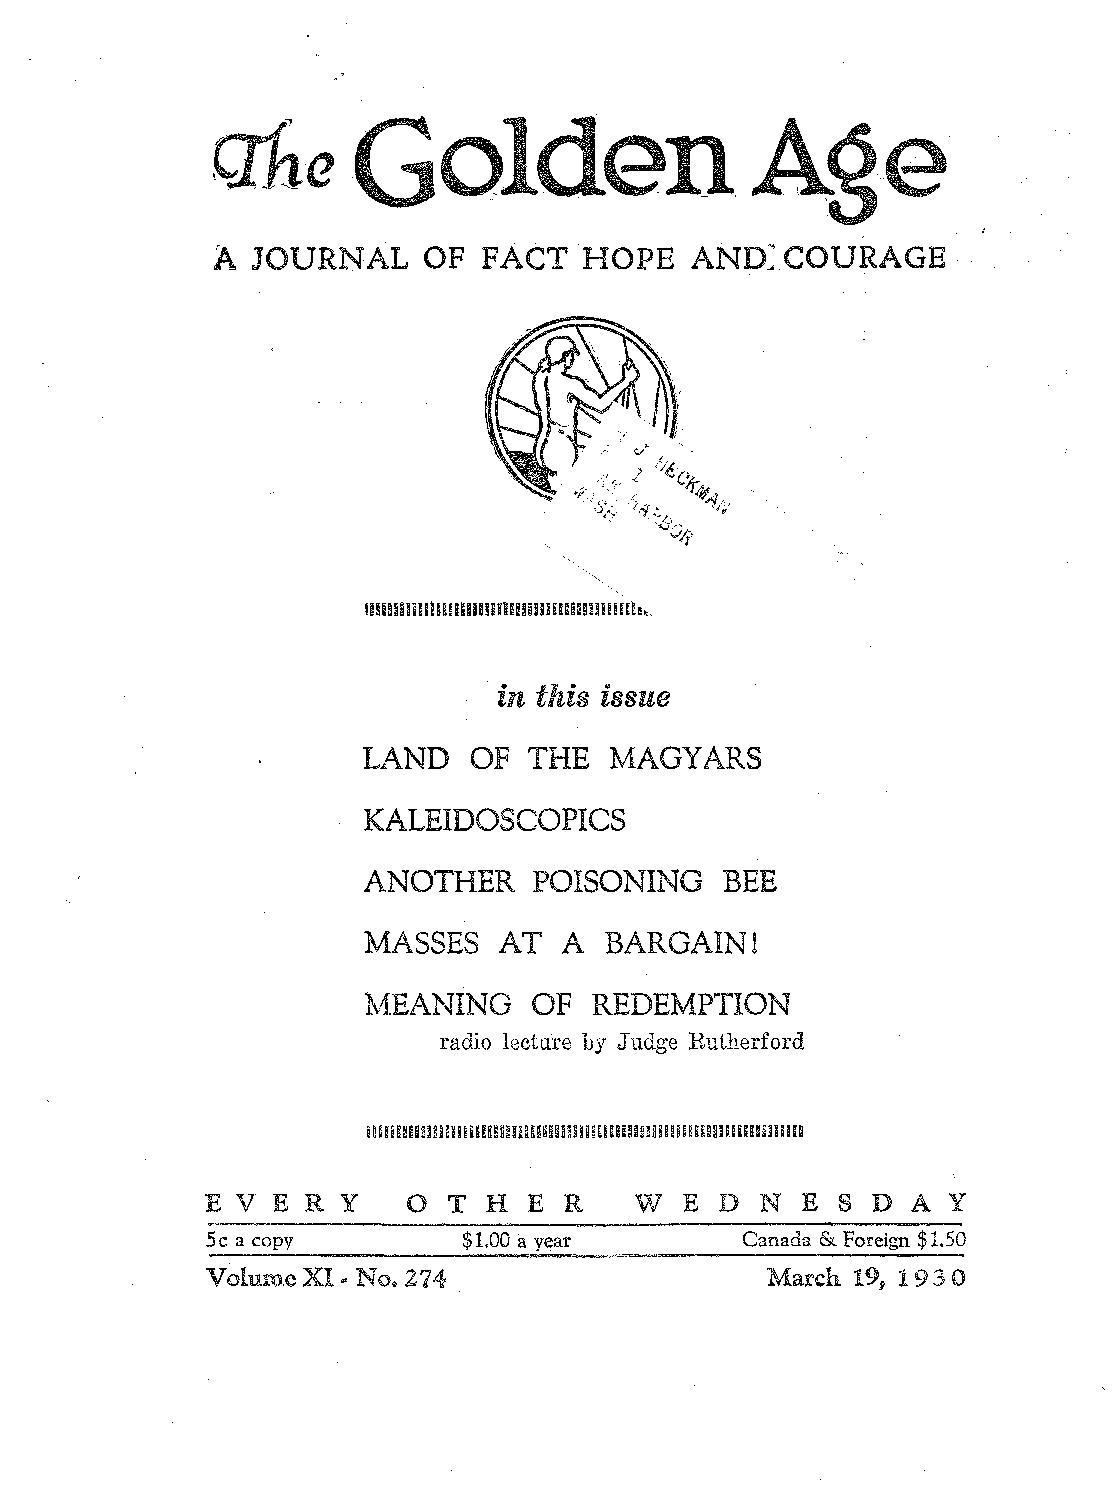 The Golden Age
A JOURNAL OF FACT HOPE AND COURAGE
J HECKMAN
1
HARBOR
WASH
in this issue
LAND OF THE MAGYARS
KALEIDOSCOPICS
ANOTHER POISONING BEE
MASSES AT A BARGAIN!
MEANING OF REDEMPTION
radio lecture by Judge Rutherford
EVERY OTHER WEDNESDAY
5c a copy $1.00 a year Canada & Foreign $1.50
Volume XI - No. 274 March 19, 1930